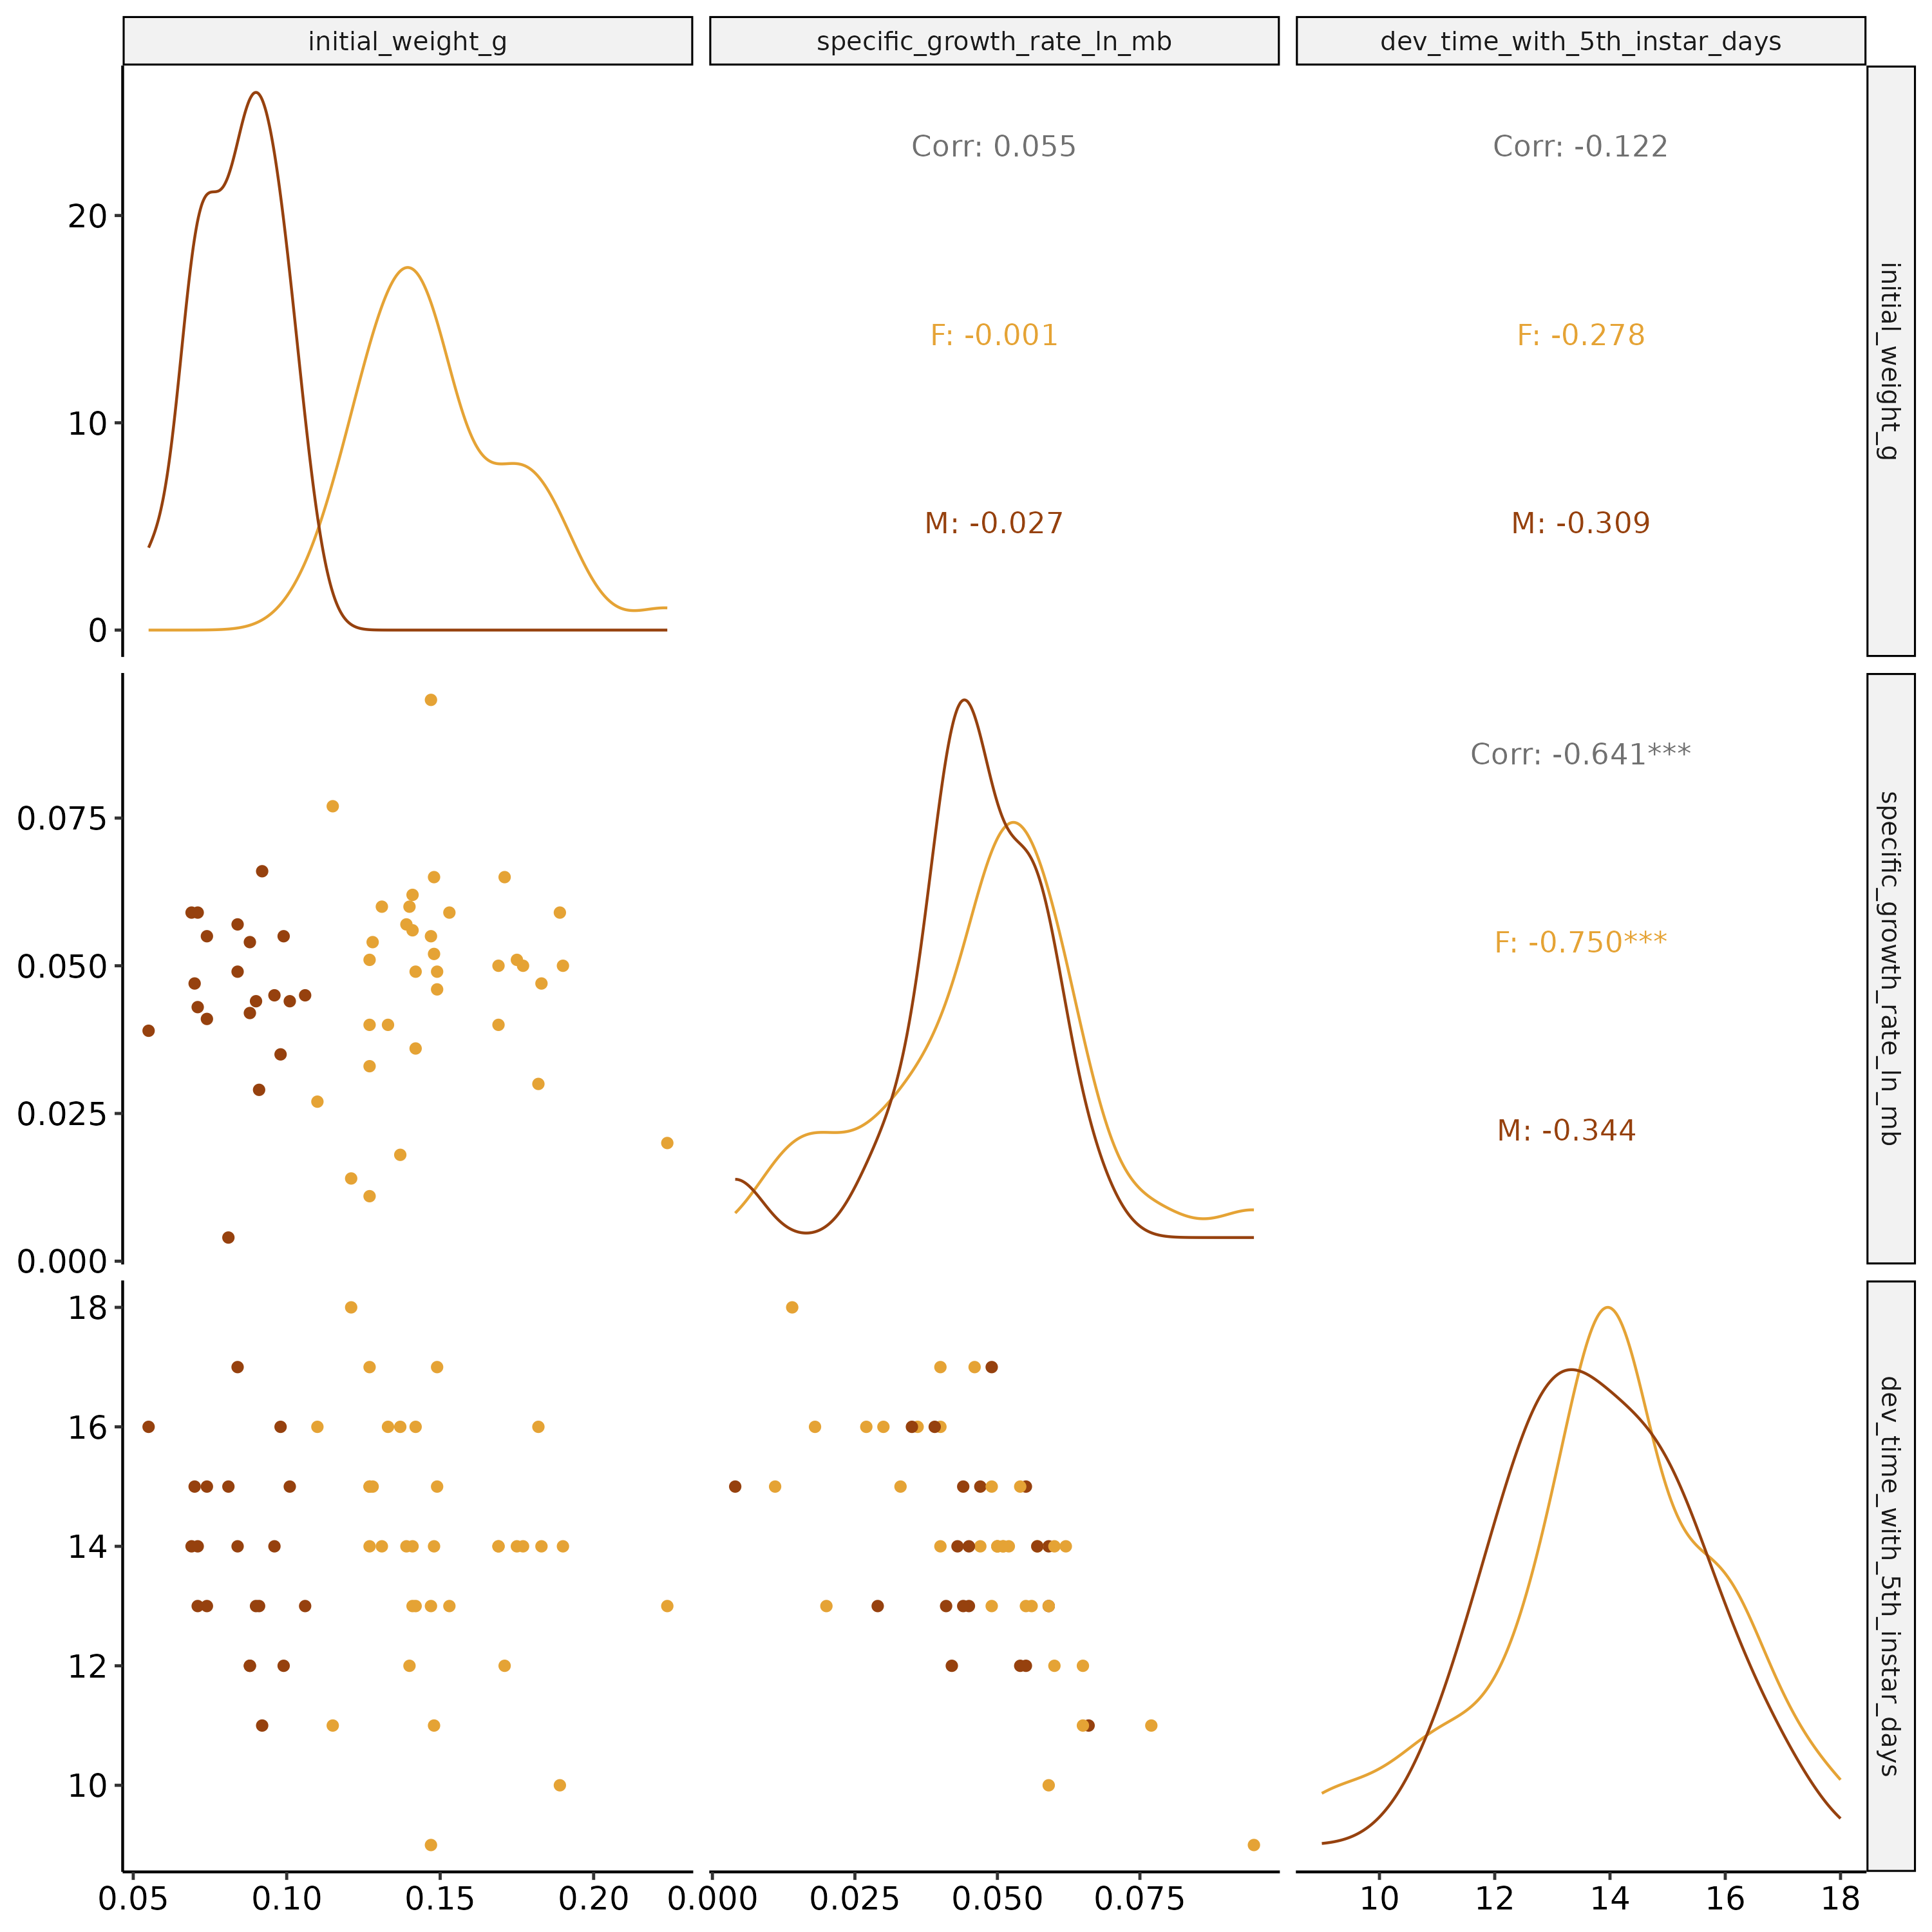 initial_weight_g
specific_growth_rate_ln_mb
dev_time_with_5th_instar_days
20
10
0
Corr: 0.055
F: -0.001
M: -0.027
Corr: -0.122
F: -0.278
M: -0.309
initial_weight_g
0.075
0.050
0.025
0.000
Corr: -0.641***
F: -0.750***
M: -0.344
specific_growth_rate_ln_mb
18
16
14
12
10
dev_time_with_5th_instar_days
0.05
0.10
0.15
0.20
0.000
0.025
0.050
0.075
10
12
14
16
18